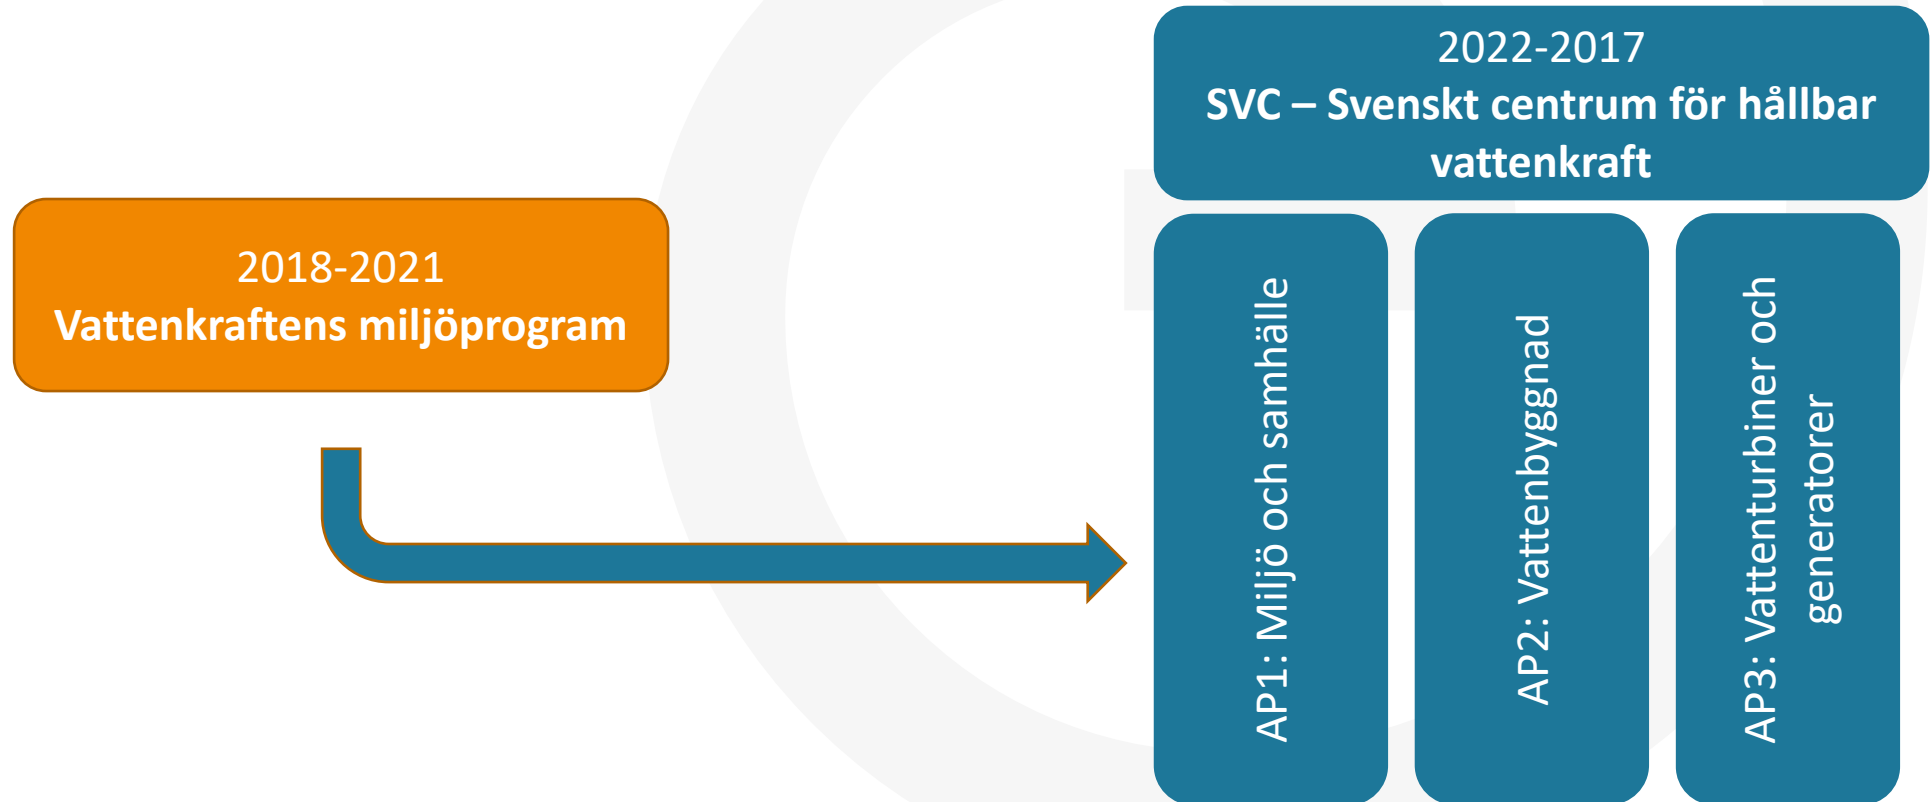 2022-2017
SVC – Svenskt centrum för hållbar
vattenkraft
2018-2021
Vattenkraftens miljöprogram
AP1: Miljö och samhälle
AP2: Vattenbyggnad
AP3: Vattenturbiner och
generatorer